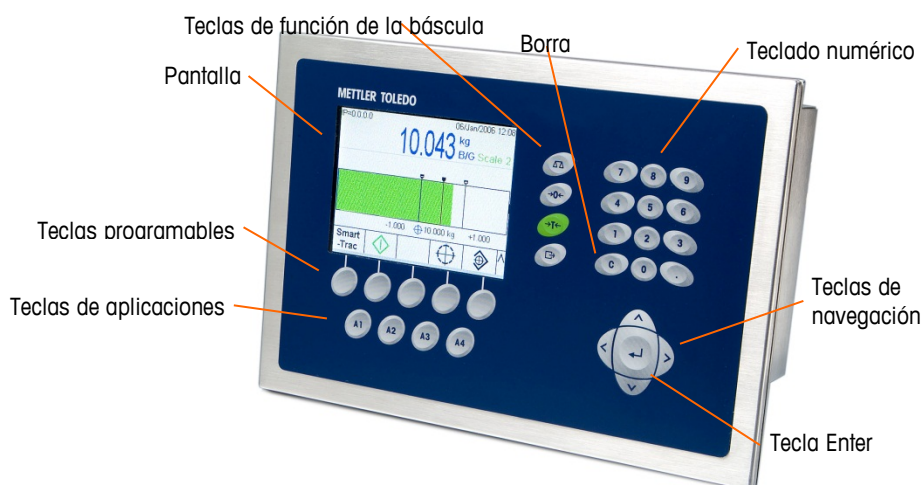 Teclas de función de la báscula
Borra
Teclado numérico
Pantalla
METTLER TOLEDO
P=0.0.0.0
06/Jan/2006 12:08
10.043 kg
B/G Scale 2
-1.000 10.000 kg +1.000
Smart
-Trac
7 8 9
4 5 6
1 2 3
C 0 .
→0←
→T←
Teclas programables
Teclas de aplicaciones
A1 A2 A3 A4
Teclas de
navegación
Tecla Enter